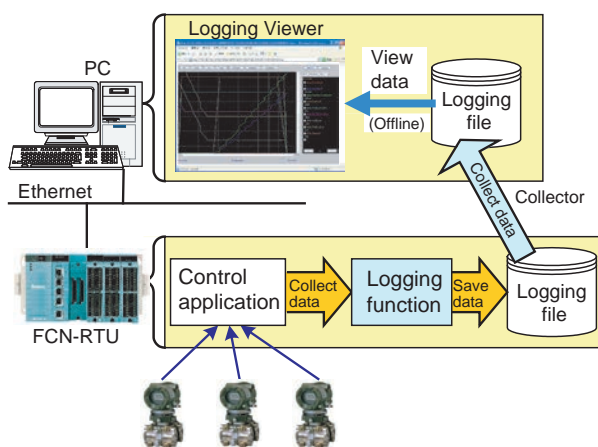 Logging Viewer
PC
View
data
(Offline)
Logging
file
Collect data
Collector
Ethernet
FCN-RTU
Control
application
Collect
data
Logging
function
Save
data
Logging
file